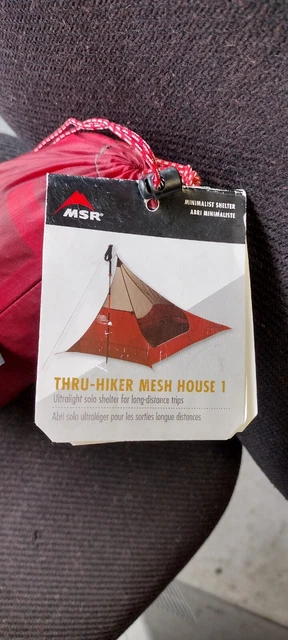 MSR®
MINIMALIST SHELTER
ABRI MINIMALISTE
THRU-HIKER MESH HOUSE 1
Ultralight solo shelter for long-distance trips
Abri solo ultraléger pour les sorties longue distances